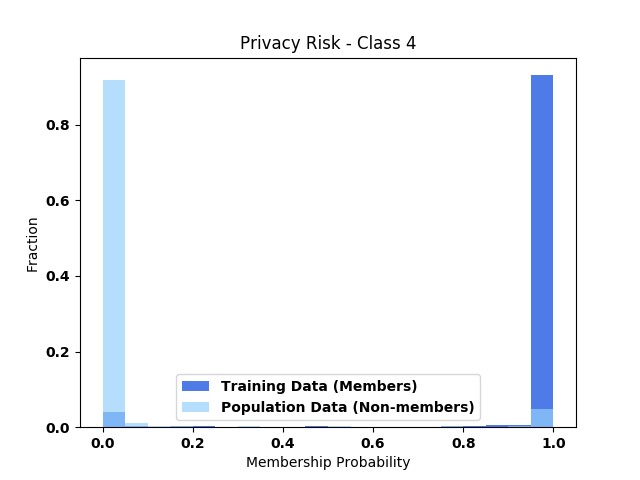 Privacy Risk - Class 4
Fraction
0.8
0.6
0.4
0.2
0.0
Training Data (Members)
Population Data (Non-members)
0.0 0.2 0.4 0.6 0.8 1.0
Membership Probability